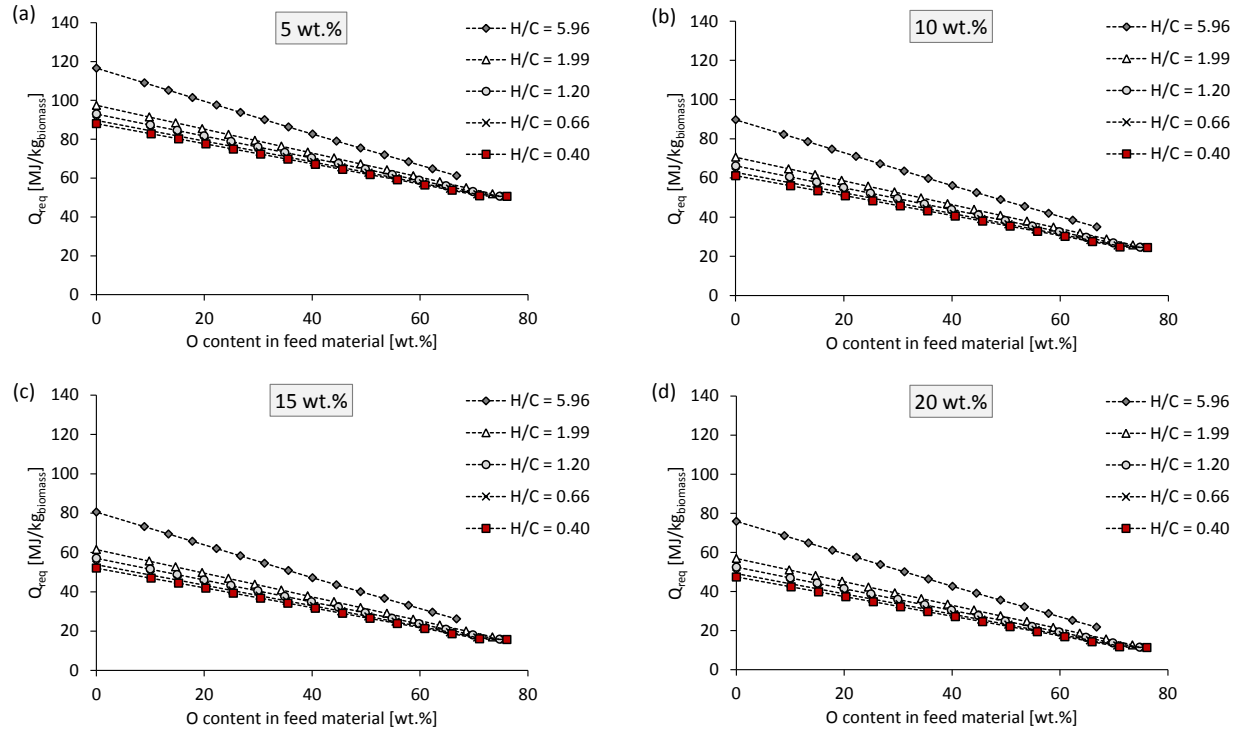 (a)
5 wt.%
Q_req [MJ/kg_biomass]
140
120
100
80
60
40
20
0
0 20 40 60 80
O content in feed material [wt.%]
H/C = 5.96
H/C = 1.99
H/C = 1.20
H/C = 0.66
H/C = 0.40
(b)
10 wt.%
Q_req [MJ/kg_biomass]
140
120
100
80
60
40
20
0
0 20 40 60 80
O content in feed material [wt.%]
H/C = 5.96
H/C = 1.99
H/C = 1.20
H/C = 0.66
H/C = 0.40
(c)
15 wt.%
Q_req [MJ/kg_biomass]
140
120
100
80
60
40
20
0
0 20 40 60 80
O content in feed material [wt.%]
H/C = 5.96
H/C = 1.99
H/C = 1.20
H/C = 0.66
H/C = 0.40
(d)
20 wt.%
Q_req [MJ/kg_biomass]
140
120
100
80
60
40
20
0
0 20 40 60 80
O content in feed material [wt.%]
H/C = 5.96
H/C = 1.99
H/C = 1.20
H/C = 0.66
H/C = 0.40